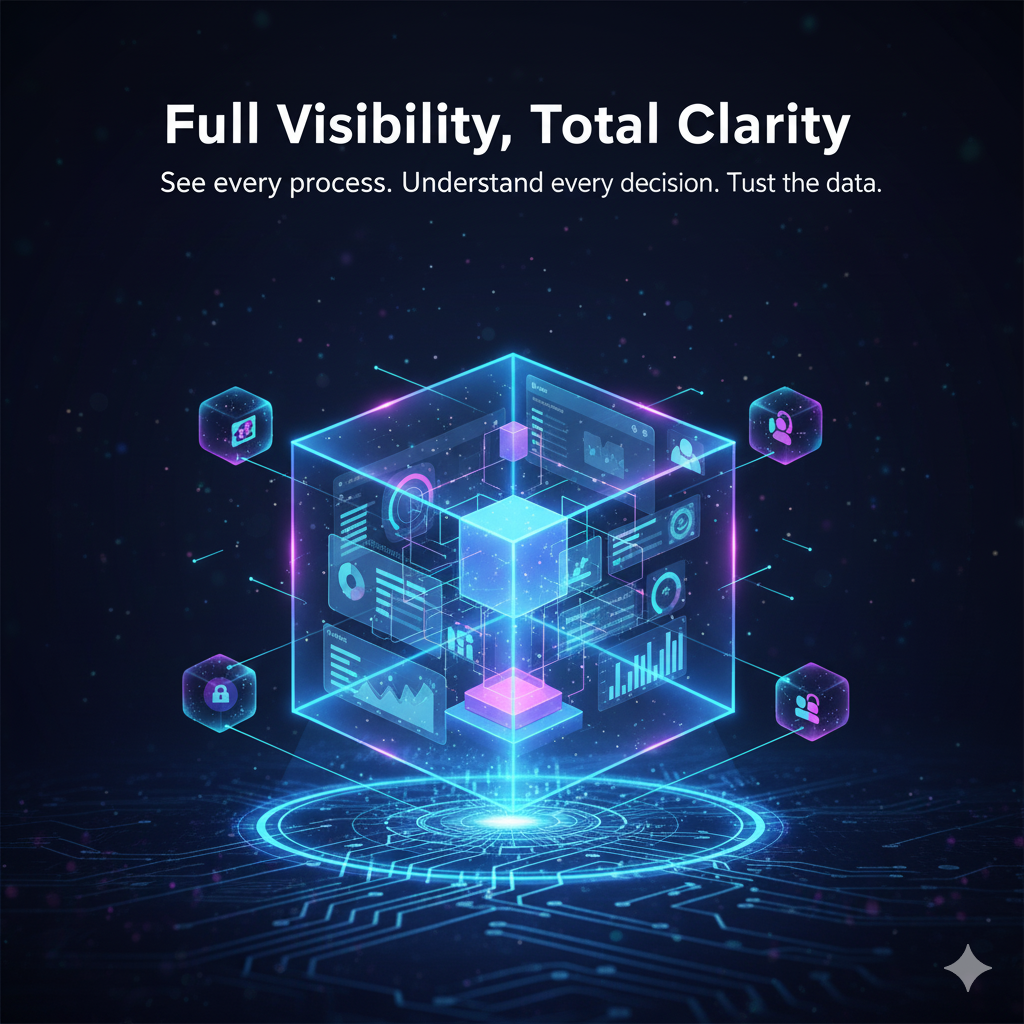 Full Visibility, Total Clarity
See every process. Understand every decision. Tust the data.